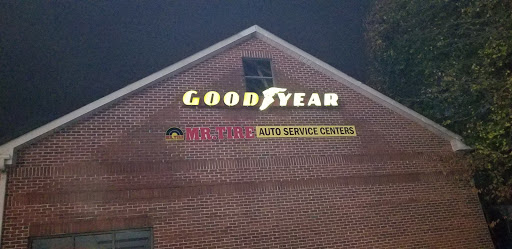 GOODYEAR
MR. TIRE AUTO SERVICE CENTERS